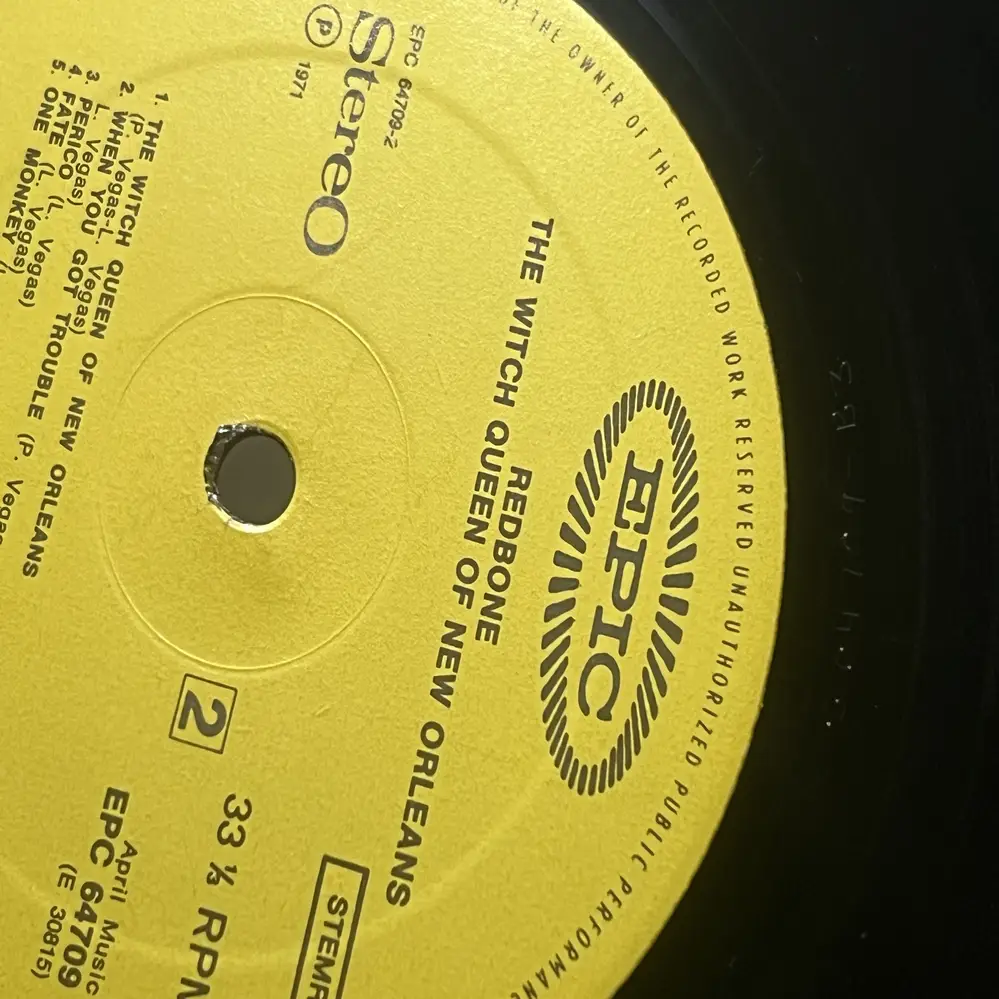 OF THE OWNER OF THE RECORDED WORK RESERVED UNAUTHORIZED PUBLIC PERFORMANC
EPIC
REDBONE
THE WITCH QUEEN OF NEW ORLEANS
EPC 64709-2
StereO
℗ 1971
2
33 ⅓ RPM
STEMR
April Music
EPC 64709
(E 30815)
1. THE WITCH QUEEN OF NEW ORLEANS
(P. Vegas-L. Vegas)
2. WHEN YOU GOT TROUBLE (P. Vegas
L. Vegas)
3. PERICO (L. Vegas)
4. FATE (L. Vegas)
5. ONE MONKEY